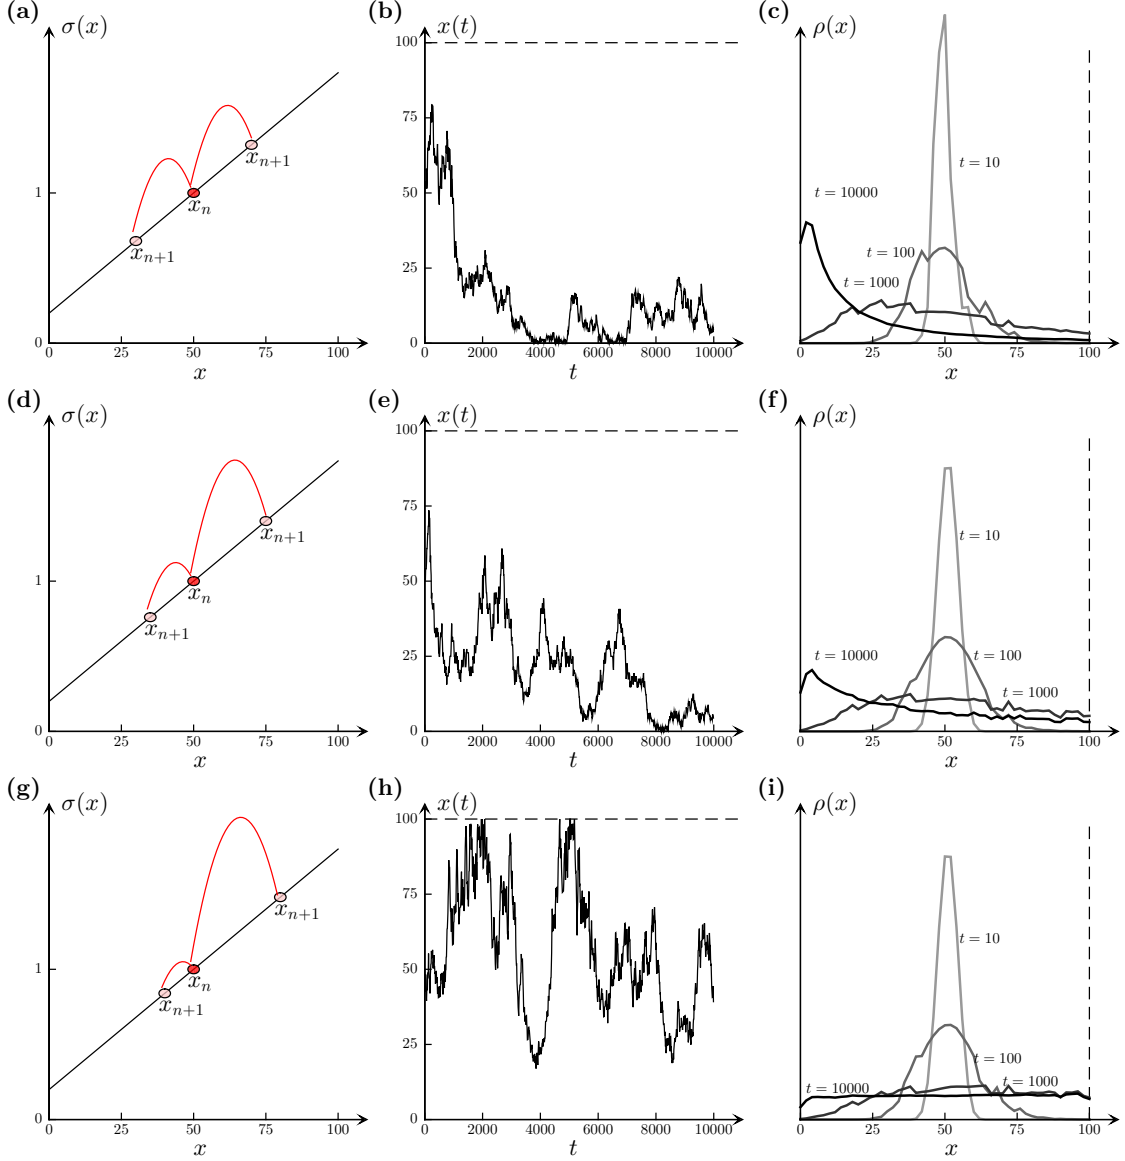 (a)
σ(x)
1
0
0 25 50 75 100
x
x_{n+1}
x_n
x_{n+1}
(b)
x(t)
100
75
50
25
0
0 2000 4000 6000 8000 10000
t
(c)
ρ(x)
t = 10
t = 10000
t = 100
t = 1000
0 25 50 75 100
x
(d)
σ(x)
1
0
0 25 50 75 100
x
x_{n+1}
x_n
x_{n+1}
(e)
x(t)
100
75
50
25
0
0 2000 4000 6000 8000 10000
t
(f)
ρ(x)
t = 10
t = 10000
t = 100
t = 1000
0 25 50 75 100
x
(g)
σ(x)
1
0
0 25 50 75 100
x
x_{n+1}
x_n
x_{n+1}
(h)
x(t)
100
75
50
25
0
0 2000 4000 6000 8000 10000
t
(i)
ρ(x)
t = 10
t = 100
t = 1000
t = 10000
0 25 50 75 100
x